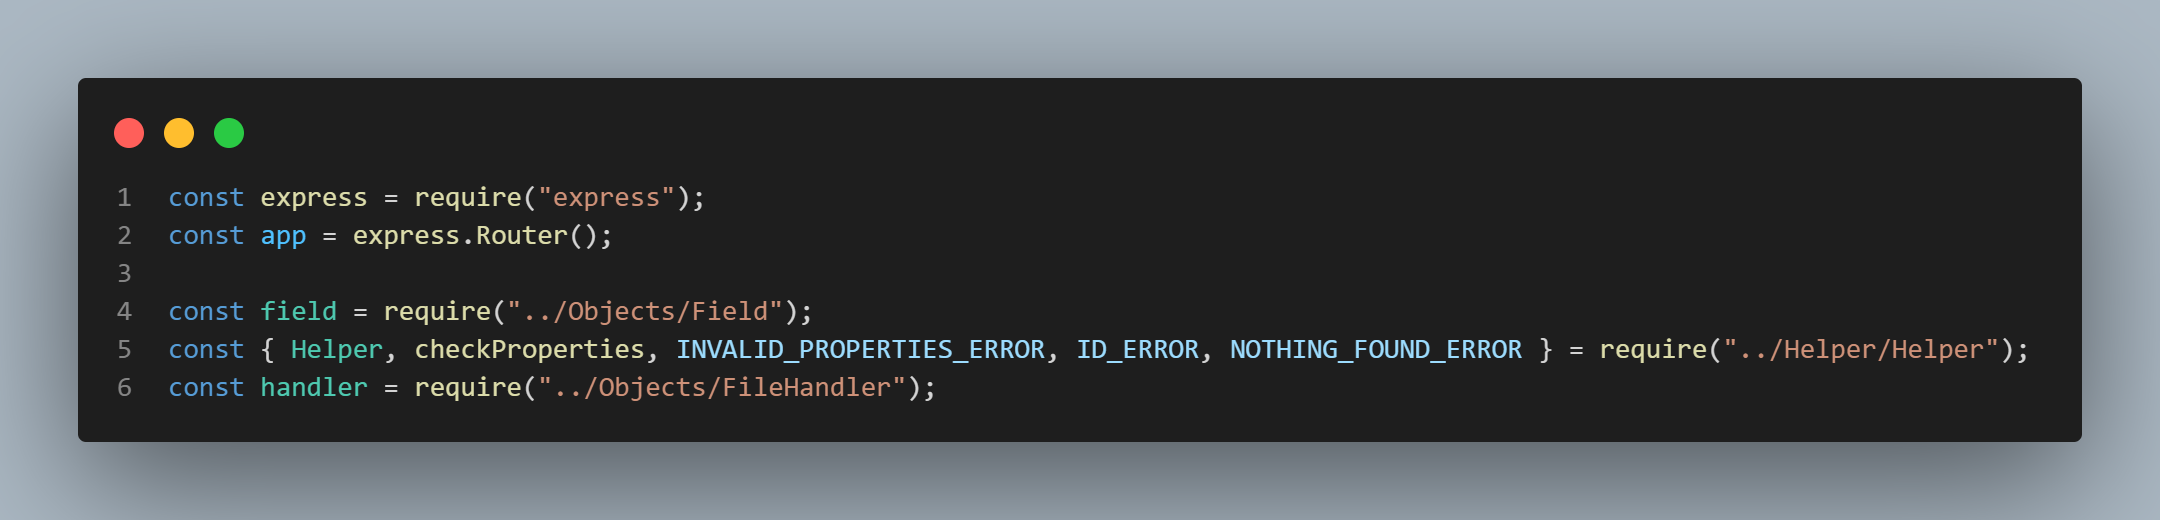 1 const express = require("express");
2 const app = express.Router();
3
4 const field = require("../Objects/Field");
5 const { Helper, checkProperties, INVALID_PROPERTIES_ERROR, ID_ERROR, NOTHING_FOUND_ERROR } = require("../Helper/Helper");
6 const handler = require("../Objects/FileHandler");